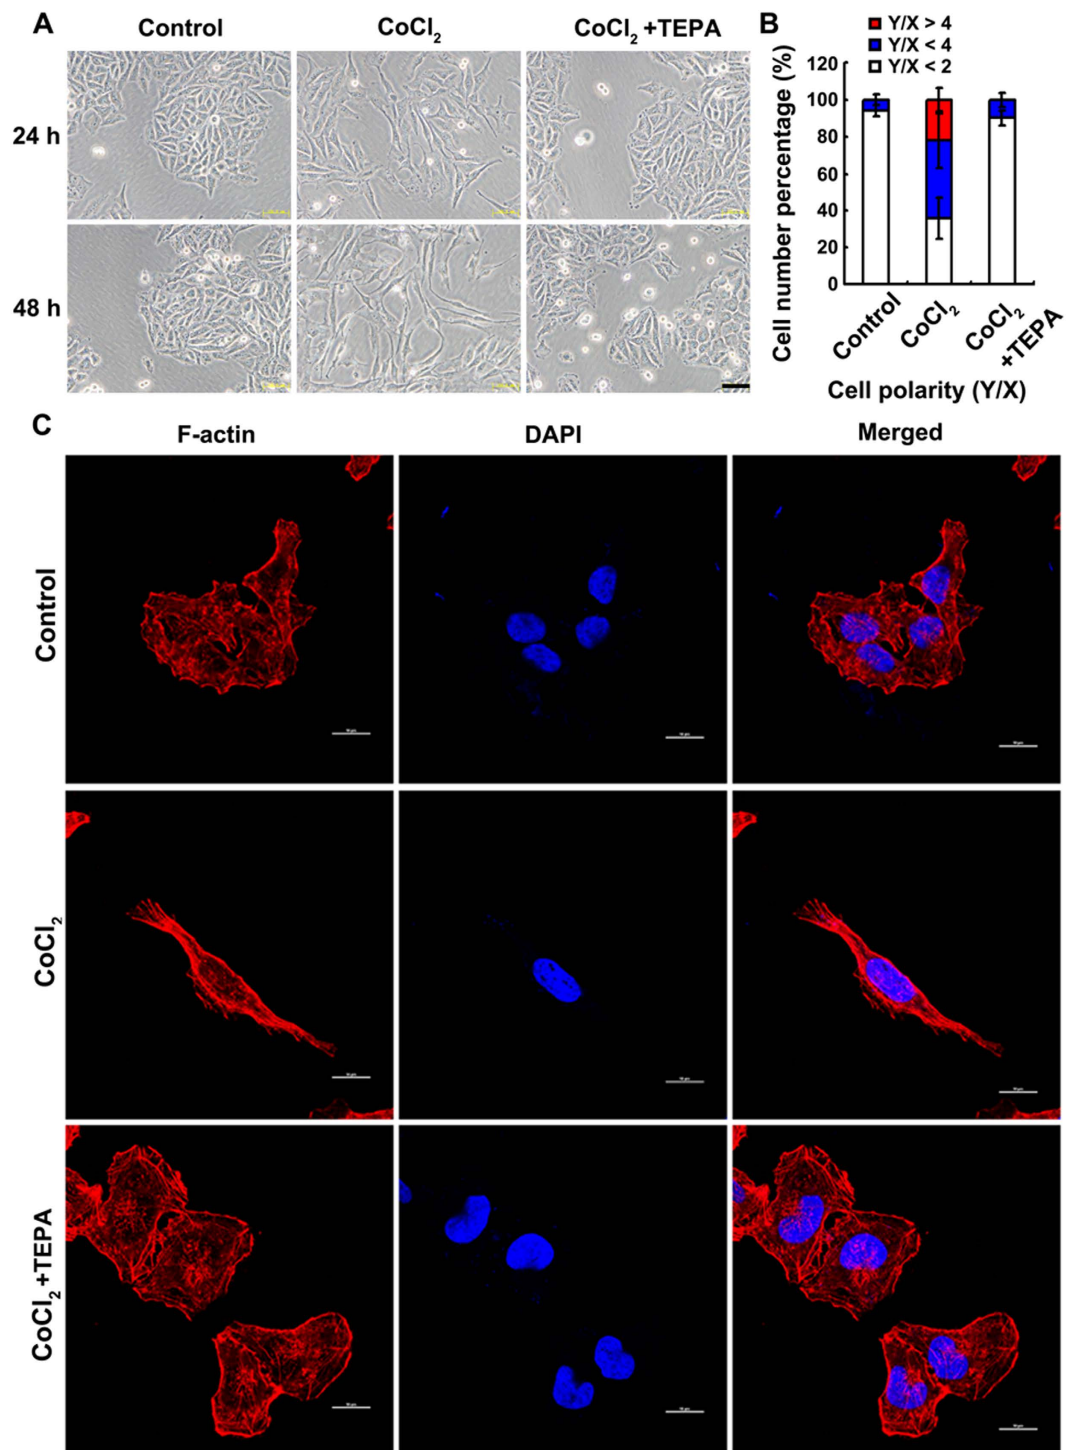 A
Control
CoCl2
CoCl2 +TEPA
24 h
48 h
B
Y/X > 4
Y/X < 4
Y/X < 2
Cell number percentage (%)
120
100
80
60
40
20
0
Control
CoCl2
CoCl2
+TEPA
Cell polarity (Y/X)
C
F-actin
DAPI
Merged
Control
CoCl2
CoCl2 +TEPA